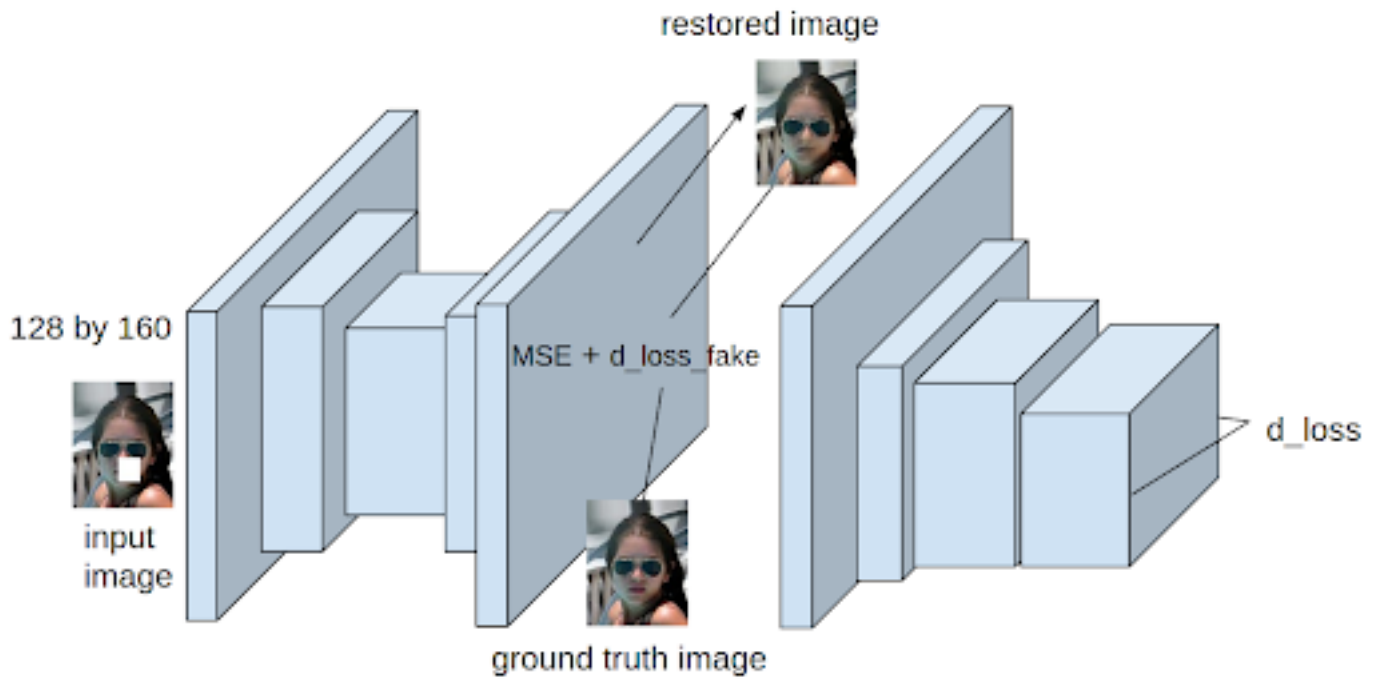 restored image
128 by 160
MSE + d_loss_fake
d_loss
input
image
ground truth image